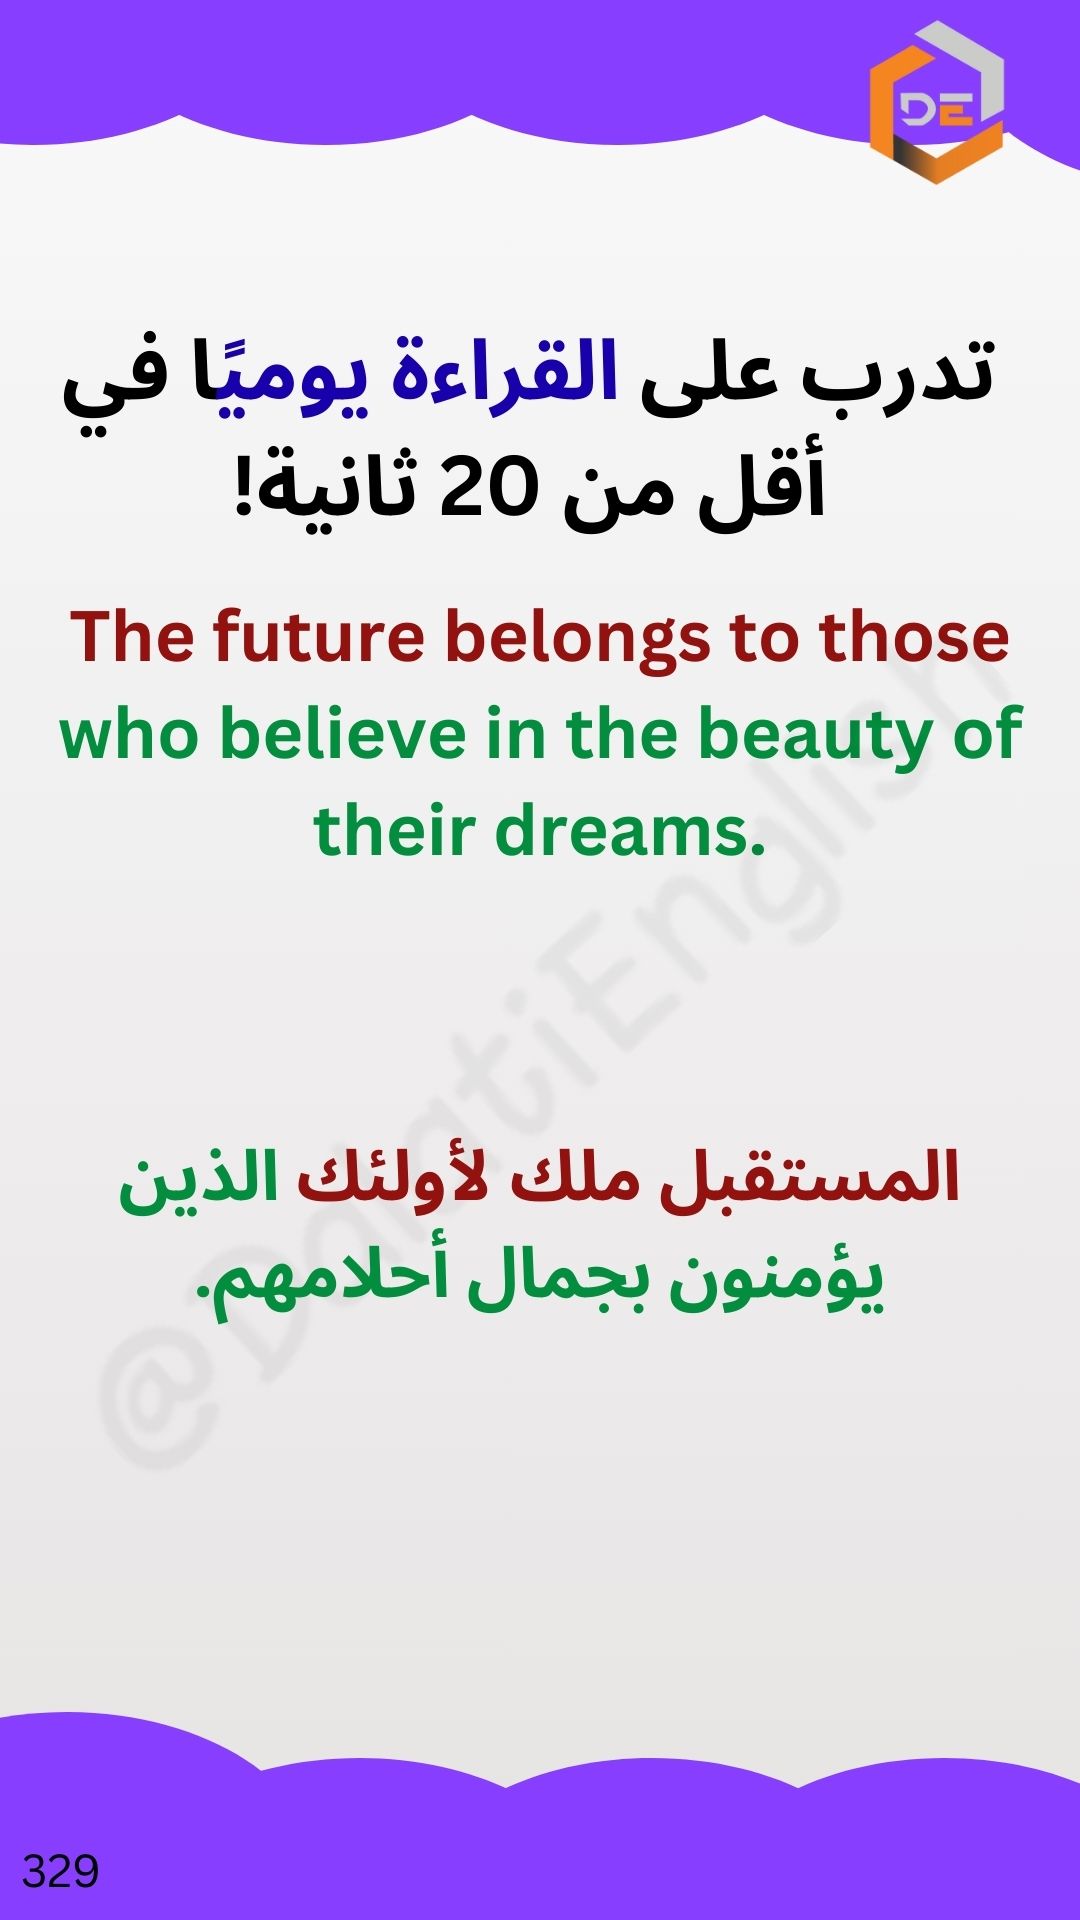 DE
تدرب على القراءة يوميًا في
أقل من 20 ثانية!
The future belongs to those
who believe in the beauty of
their dreams.
@DalatiEnglish
المستقبل ملك لأولئك الذين
يؤمنون بجمال أحلامهم.
329